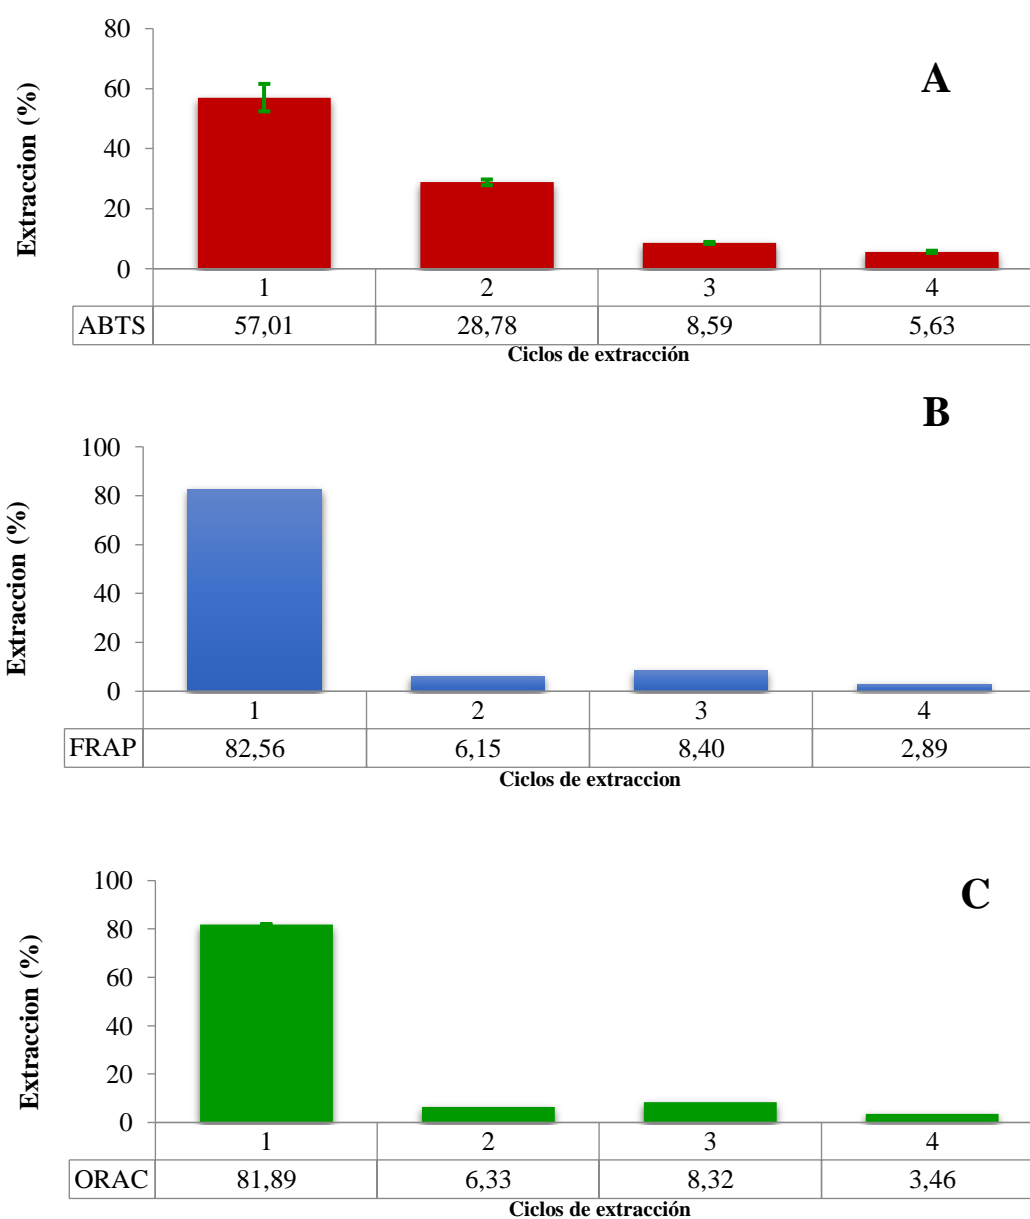 80
A
60
Extraccion (%)
40
20
0
1 2 3 4
ABTS 57,01 28,78 8,59 5,63
Ciclos de extracción
B
100
80
Extraccion (%)
60
40
20
0
1 2 3 4
FRAP 82,56 6,15 8,40 2,89
Ciclos de extraccion
100
C
80
Extraccion (%)
60
40
20
0
1 2 3 4
ORAC 81,89 6,33 8,32 3,46
Ciclos de extracción